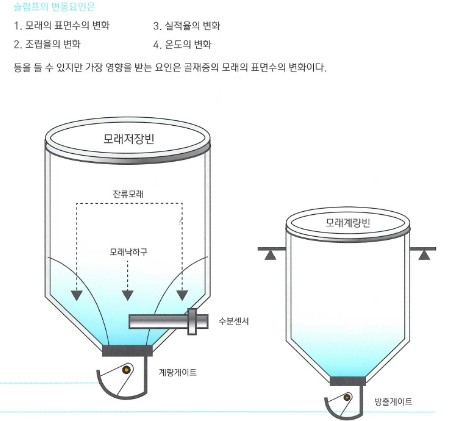 슬럼프의 변동요인은
1. 모래의 표면수의 변화
3. 실적율의 변화
2. 조립율의 변화
4. 온도의 변화
등을 들 수 있지만 가장 영향을 받는 요인은 골재중의 모래의 표면수의 변화이다.
모래저장빈
잔류모래
모래낙하구
수분센서
계량게이트
모래계량빈
방출게이트